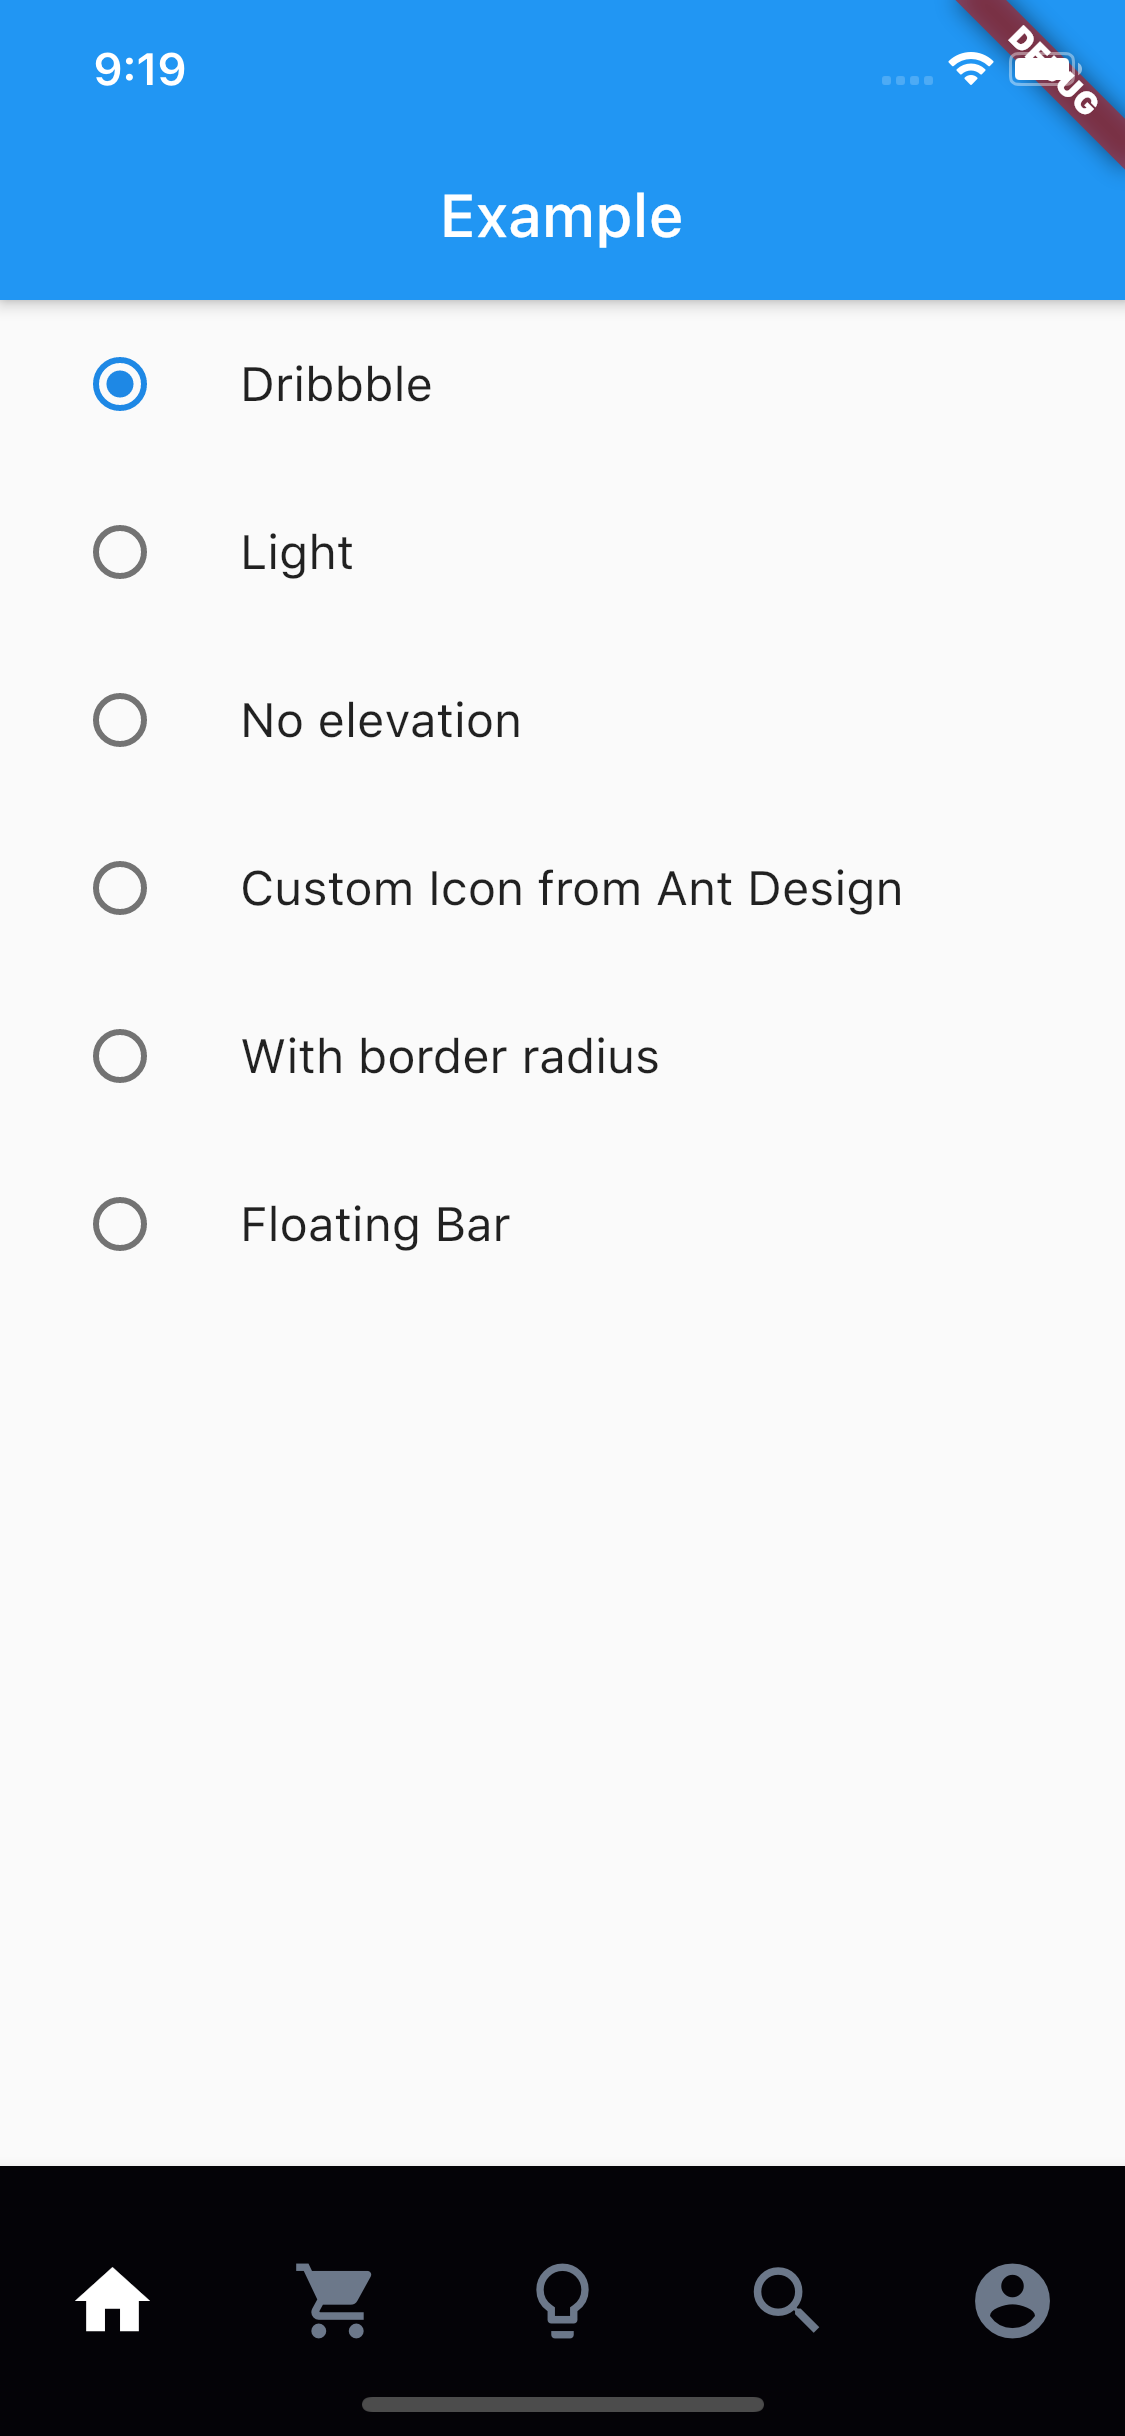 9:19
DEBUG
Example
Dribbble
Light
No elevation
Custom Icon from Ant Design
With border radius
Floating Bar